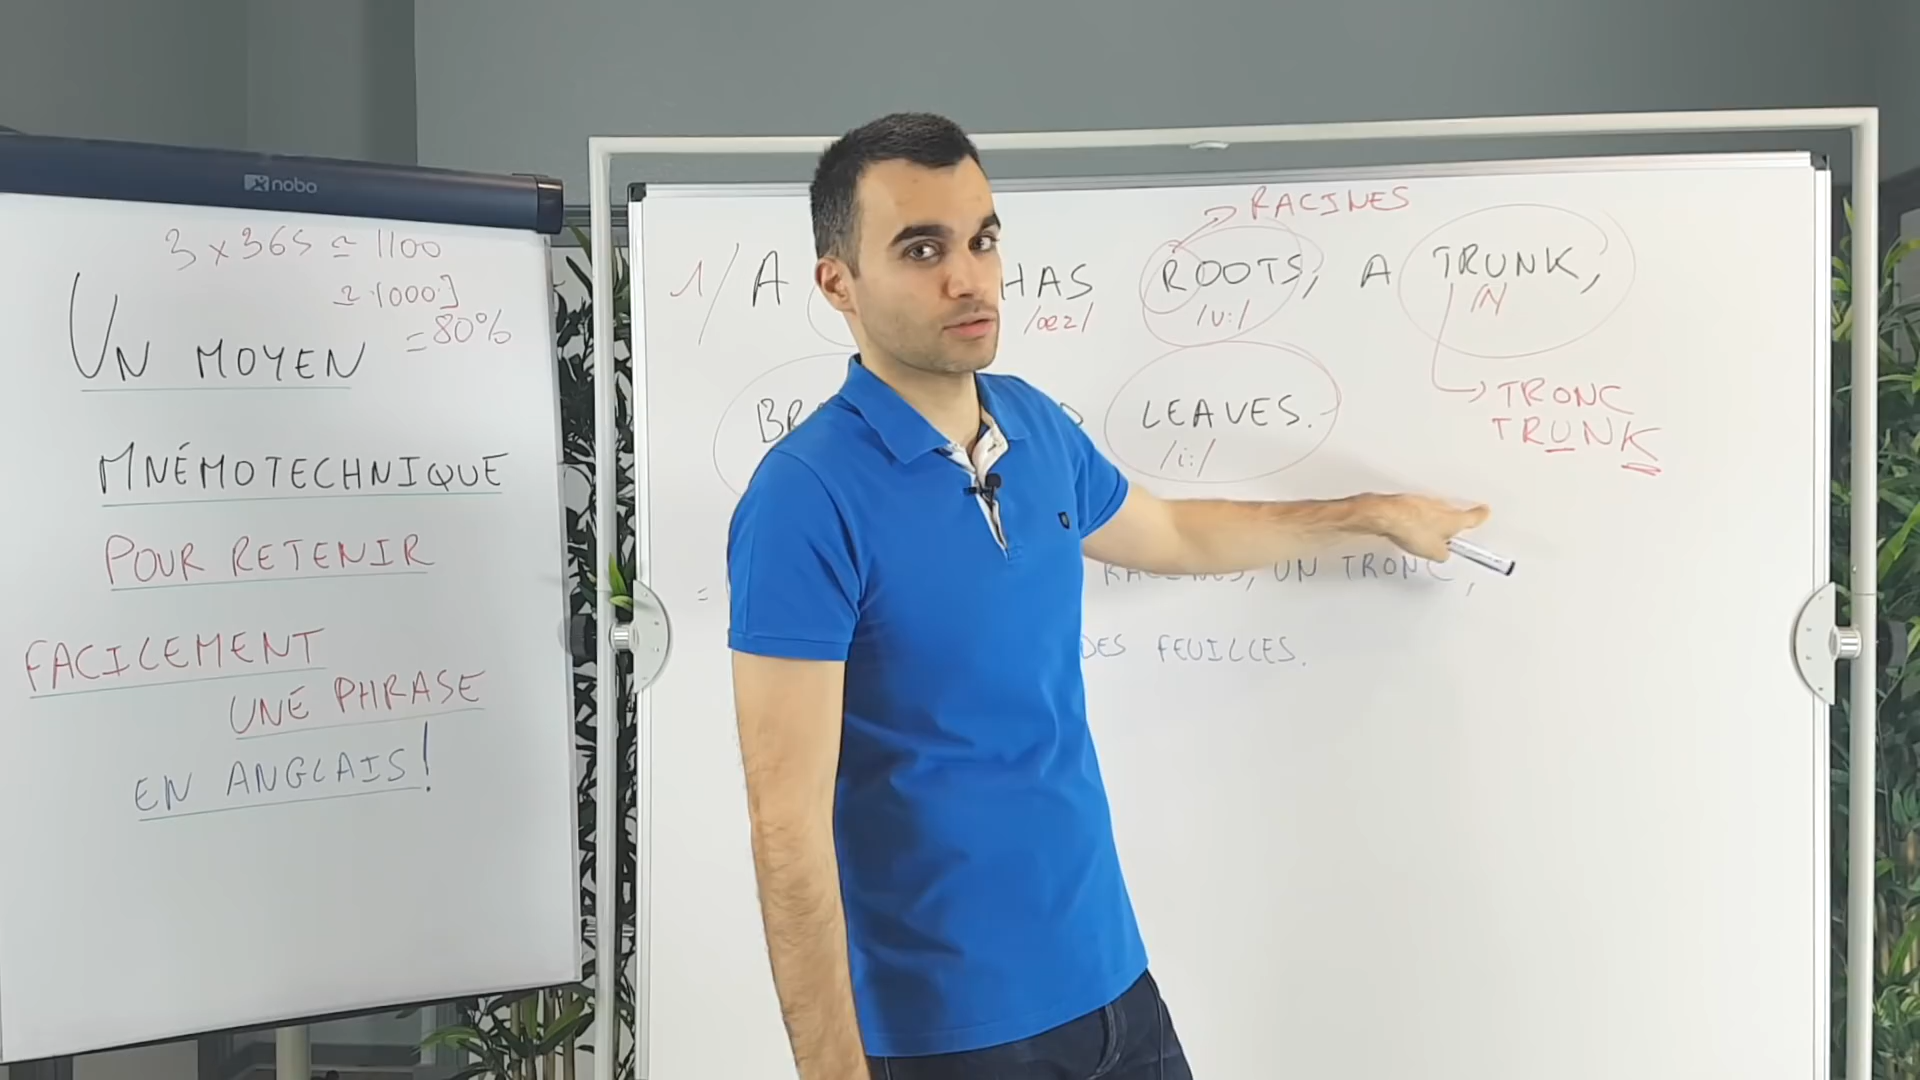 nobo
3 x 365 ≃ 1100
≃ 1000]
= 80%
UN MOYEN
MNÉMOTECHNIQUE
POUR RETENIR
FACILEMENT
UNE PHRASE
EN ANGLAIS!
RACINES
1/ A HAS ROOTS, A TRUNK,
/æz/ /u:/ /ʌ/
LEAVES.
/i:/
TRONC
TRUNK
= RACINES, UN TRONC,
DES FEUILLES.